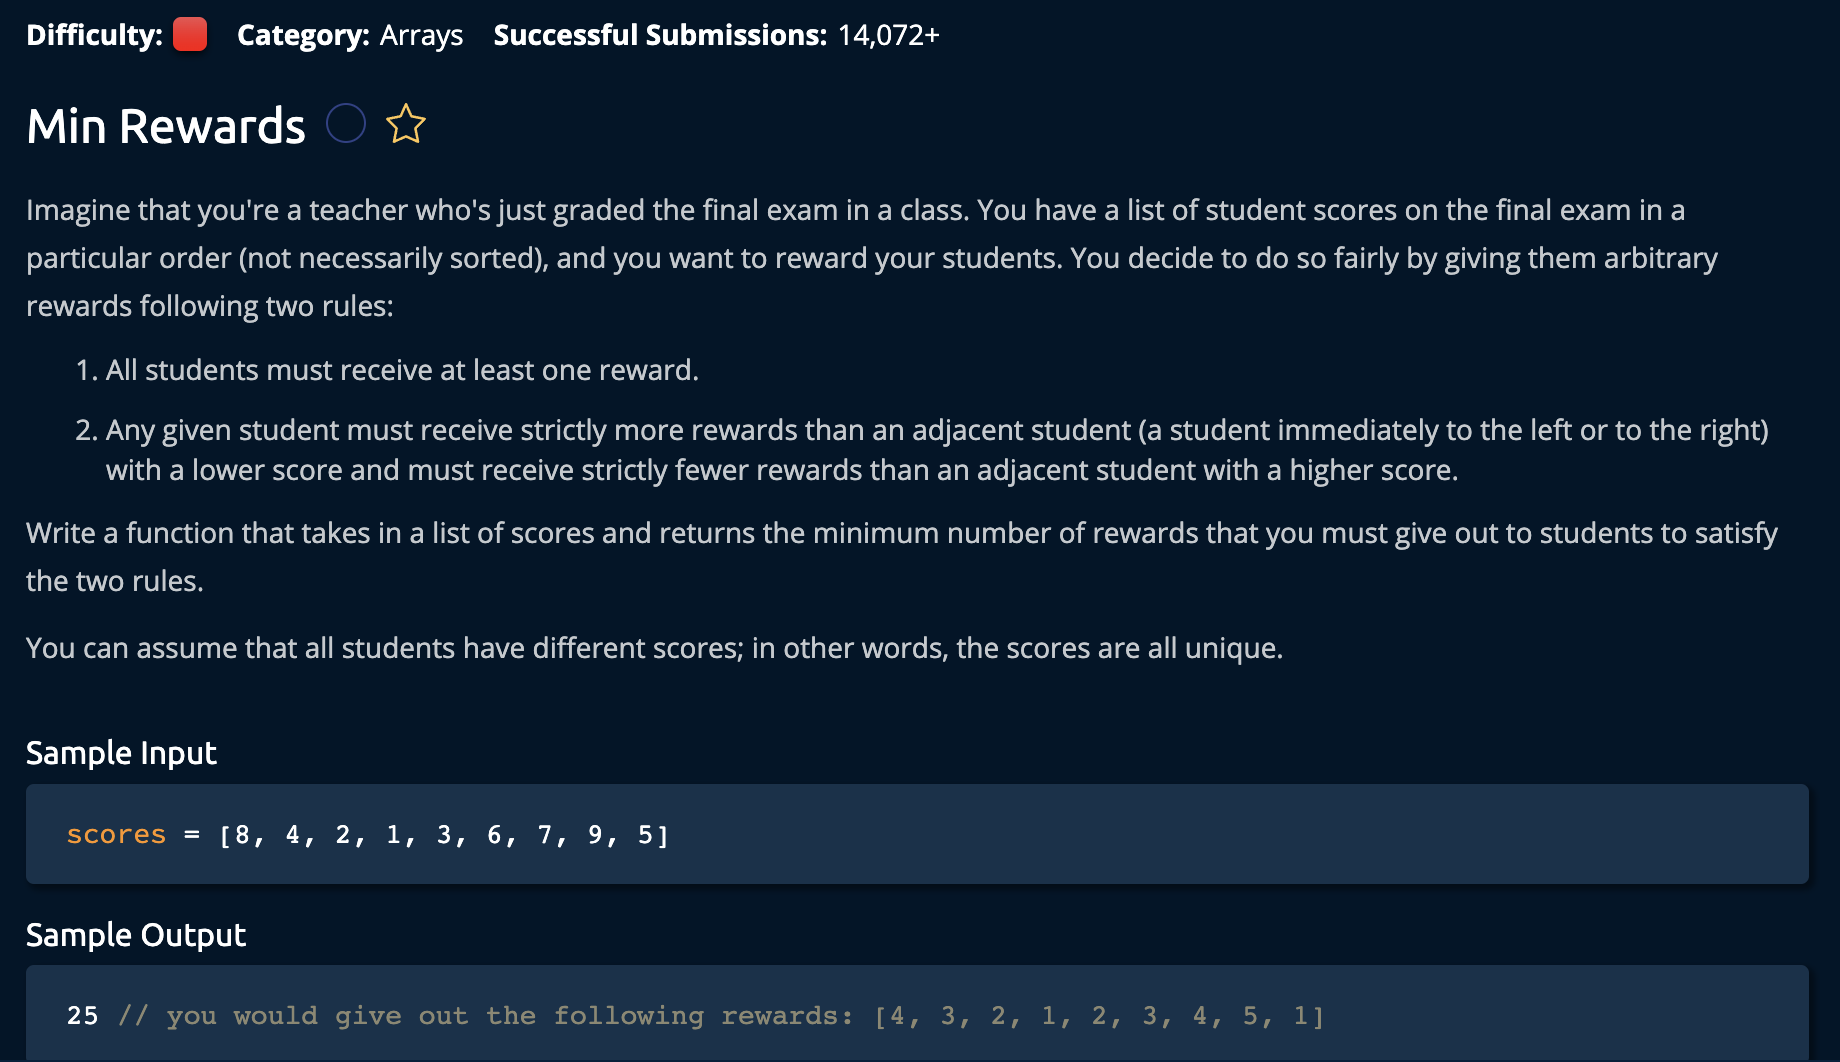 Difficulty: Category: Arrays Successful Submissions: 14,072+
Min Rewards
Imagine that you're a teacher who's just graded the final exam in a class. You have a list of student scores on the final exam in a
particular order (not necessarily sorted), and you want to reward your students. You decide to do so fairly by giving them arbitrary
rewards following two rules:
1. All students must receive at least one reward.
2. Any given student must receive strictly more rewards than an adjacent student (a student immediately to the left or to the right)
with a lower score and must receive strictly fewer rewards than an adjacent student with a higher score.
Write a function that takes in a list of scores and returns the minimum number of rewards that you must give out to students to satisfy
the two rules.
You can assume that all students have different scores; in other words, the scores are all unique.
Sample Input
scores = [8, 4, 2, 1, 3, 6, 7, 9, 5]
Sample Output
25 // you would give out the following rewards: [4, 3, 2, 1, 2, 3, 4, 5, 1]